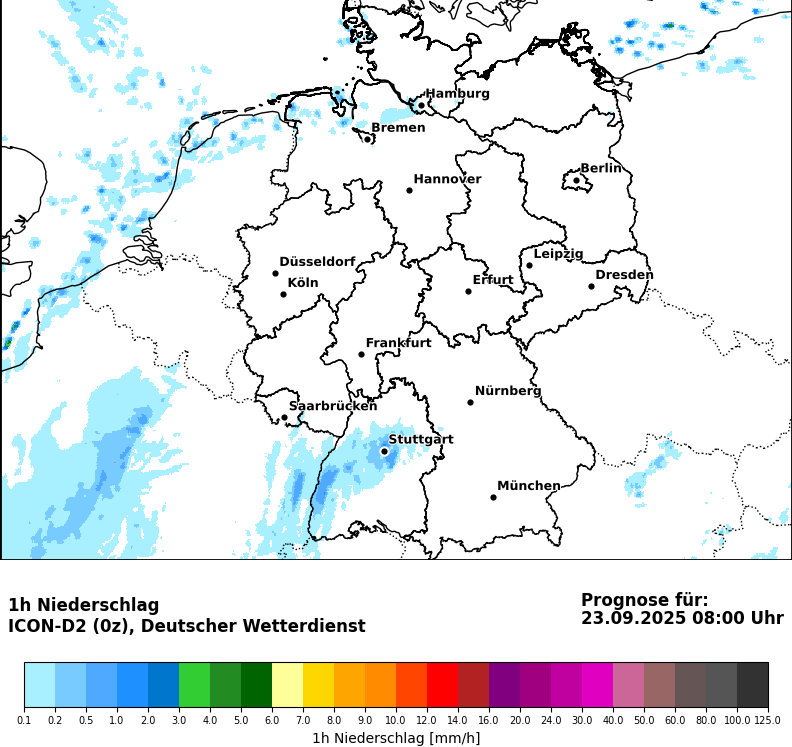 Hamburg
Bremen
Berlin
Hannover
Leipzig
Düsseldorf
Dresden
Köln
Erfurt
Frankfurt
Nürnberg
Saarbrücken
Stuttgart
München
1h Niederschlag
ICON-D2 (0z), Deutscher Wetterdienst
Prognose für:
23.09.2025 08:00 Uhr
0.1 0.2 0.5 1.0 2.0 3.0 4.0 5.0 6.0 7.0 8.0 9.0 10.0 12.0 14.0 16.0 20.0 24.0 30.0 40.0 50.0 60.0 80.0 100.0 125.0
1h Niederschlag [mm/h]